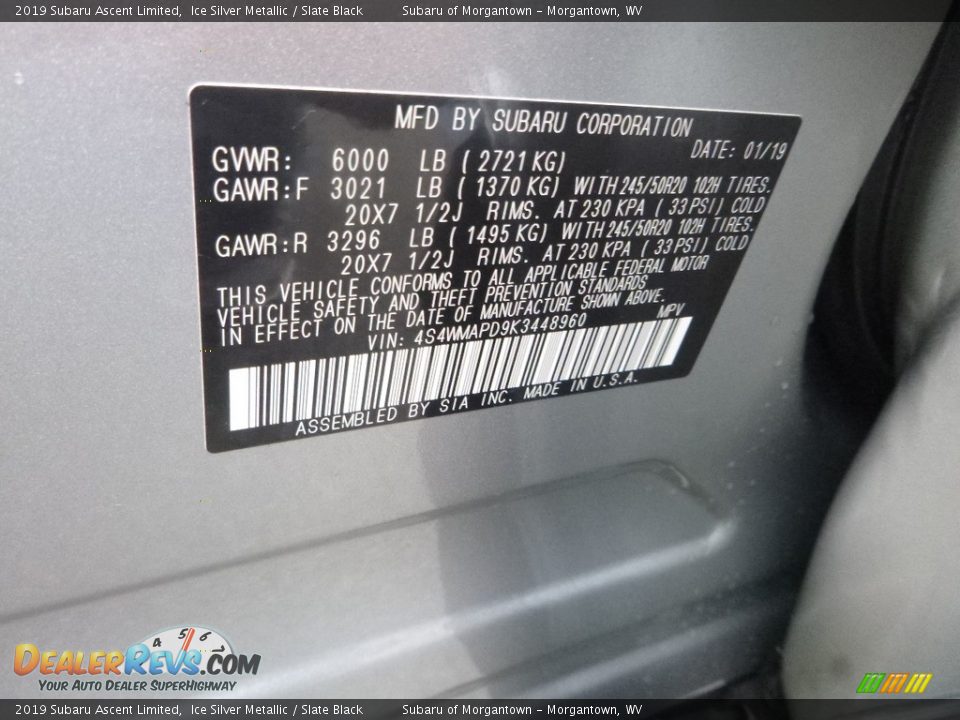 2019 Subaru Ascent Limited, Ice Silver Metallic / Slate Black Subaru of Morgantown - Morgantown, WV
MFD BY SUBARU CORPORATION
DATE: 01/19
GVWR: 6000 LB ( 2721 KG)
GAWR:F 3021 LB ( 1370 KG) WITH 245/50R20 102H TIRES.
20X7 1/2J RIMS. AT 230 KPA ( 33 PSI) COLD
GAWR:R 3296 LB ( 1495 KG) WITH 245/50R20 102H TIRES.
20X7 1/2J RIMS. AT 230 KPA ( 33 PSI) COLD
THIS VEHICLE CONFORMS TO ALL APPLICABLE FEDERAL MOTOR
VEHICLE SAFETY AND THEFT PREVENTION STANDARDS
IN EFFECT ON THE DATE OF MANUFACTURE SHOWN ABOVE.
VIN: 4S4WMAPD9K3448960 MPV
ASSEMBLED BY SIA INC. MADE IN U.S.A.
4 5 6
DEALERREVS.COM
YOUR AUTO DEALER SUPERHIGHWAY
2019 Subaru Ascent Limited, Ice Silver Metallic / Slate Black Subaru of Morgantown - Morgantown, WV